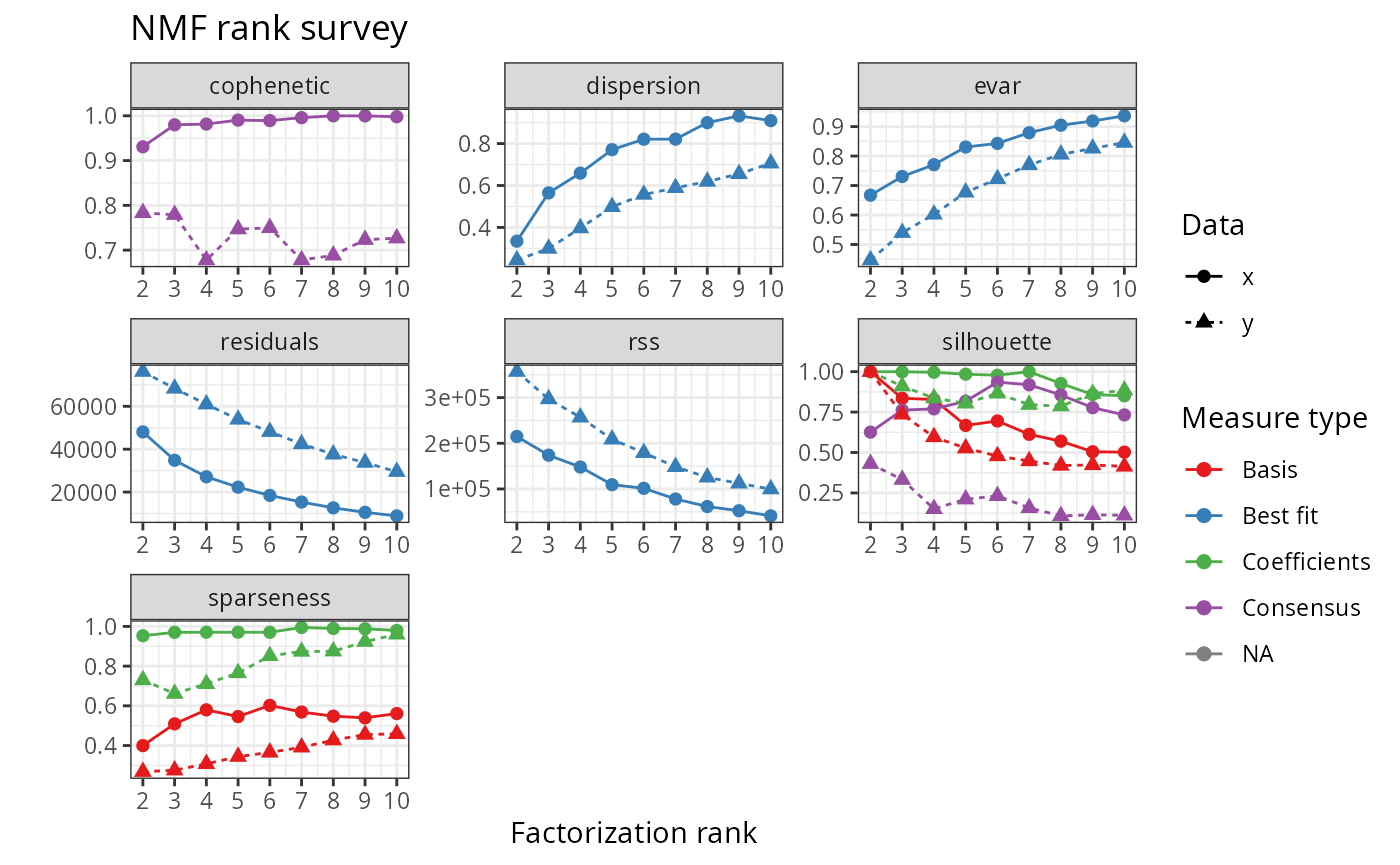 NMF rank survey
cophenetic
dispersion
evar
1.0
0.9
0.8
0.7
0.8
0.6
0.4
0.9
0.8
0.7
0.6
0.5
2 3 4 5 6 7 8 9 10
2 3 4 5 6 7 8 9 10
2 3 4 5 6 7 8 9 10
residuals
rss
silhouette
60000
40000
20000
3e+05
2e+05
1e+05
1.00
0.75
0.50
0.25
2 3 4 5 6 7 8 9 10
2 3 4 5 6 7 8 9 10
2 3 4 5 6 7 8 9 10
sparseness
1.0
0.8
0.6
0.4
2 3 4 5 6 7 8 9 10
Factorization rank
Data
x
y
Measure type
Basis
Best fit
Coefficients
Consensus
NA